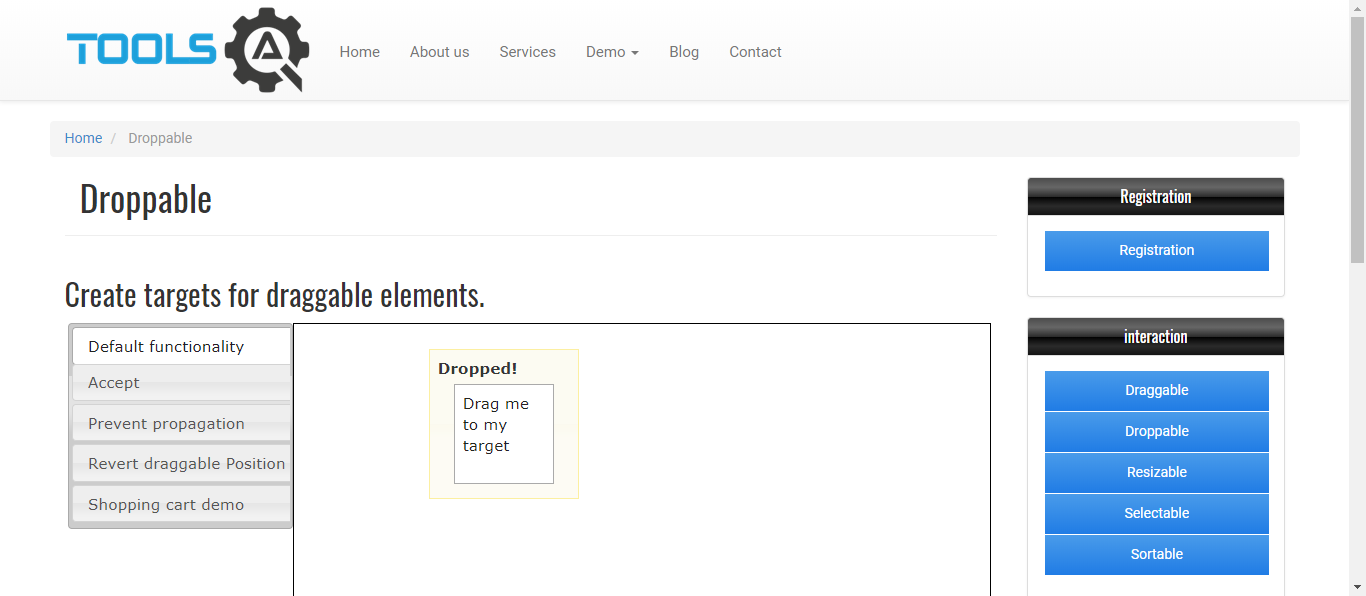 TOOLS QA
Home About us Services Demo Blog Contact
Home / Droppable
Droppable
Create targets for draggable elements.
Default functionality
Accept
Prevent propagation
Revert draggable Position
Shopping cart demo
Dropped!
Drag me
to my
target
Registration
Registration
interaction
Draggable
Droppable
Resizable
Selectable
Sortable